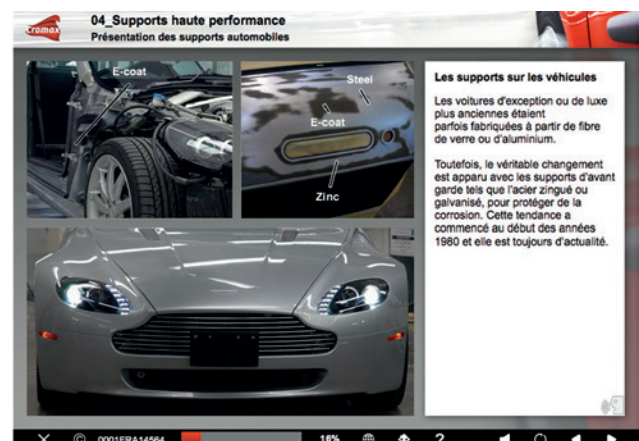 cromax
04_Supports haute performance
Présentation des supports automobiles
E-coat
Steel
E-coat
Zinc
Les supports sur les véhicules
Les voitures d'exception ou de luxe
plus anciennes étaient
parfois fabriquées à partir de fibre
de verre ou d'aluminium.
Toutefois, le véritable changement
est apparu avec les supports d'avant
garde tels que l'acier zingué ou
galvanisé, pour protéger de la
corrosion. Cette tendance a
commencé au début des années
1980 et elle est toujours d'actualité.
0001FRA14564 16% ?